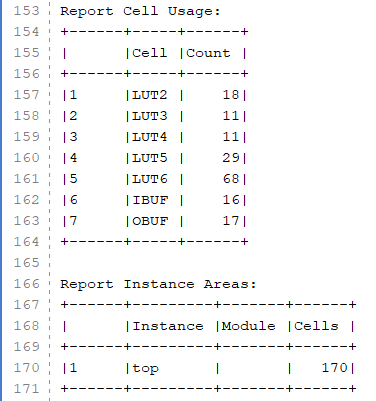 153 Report Cell Usage:
154 +------+-----+------+
155 |      |Cell |Count |
156 +------+-----+------+
157 |1     |LUT2 |    18|
158 |2     |LUT3 |    11|
159 |3     |LUT4 |    11|
160 |4     |LUT5 |    29|
161 |5     |LUT6 |    68|
162 |6     |IBUF |    16|
163 |7     |OBUF |    17|
164 +------+-----+------+
165
166 Report Instance Areas:
167 +------+---------+-------+------+
168 |      |Instance |Module |Cells |
169 +------+---------+-------+------+
170 |1     |top      |       |   170|
171 +------+---------+-------+------+